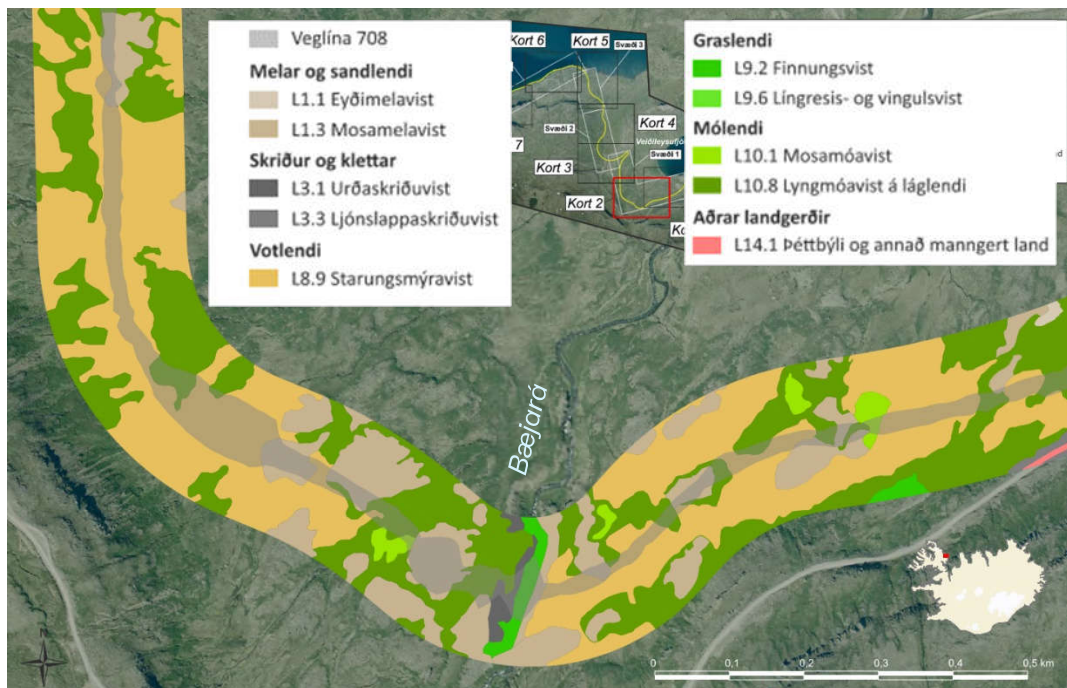 Veglína 708
Melar og sandlendi
L1.1 Eyðimelavist
L1.3 Mosamelavist
Skriður og klettar
L3.1 Urðaskriðuvist
L3.3 Ljónslappaskriðuvist
Votlendi
L8.9 Starungsmýravist
Kort 6
Kort 5
Svæði 3
Kort 4
Svæði 2
7
Svæði 1
Kort 3
Kort 2
Graslendi
L9.2 Finnungsvist
L9.6 Língresis- og vingulsvist
Mólendi
L10.1 Mosamóavist
L10.8 Lyngmóavist á láglendi
Aðrar landgerðir
L14.1 Þéttbýli og annað manngert land
Bæjará
N
0
0,1
0,2
0,3
0,4
0,5 km